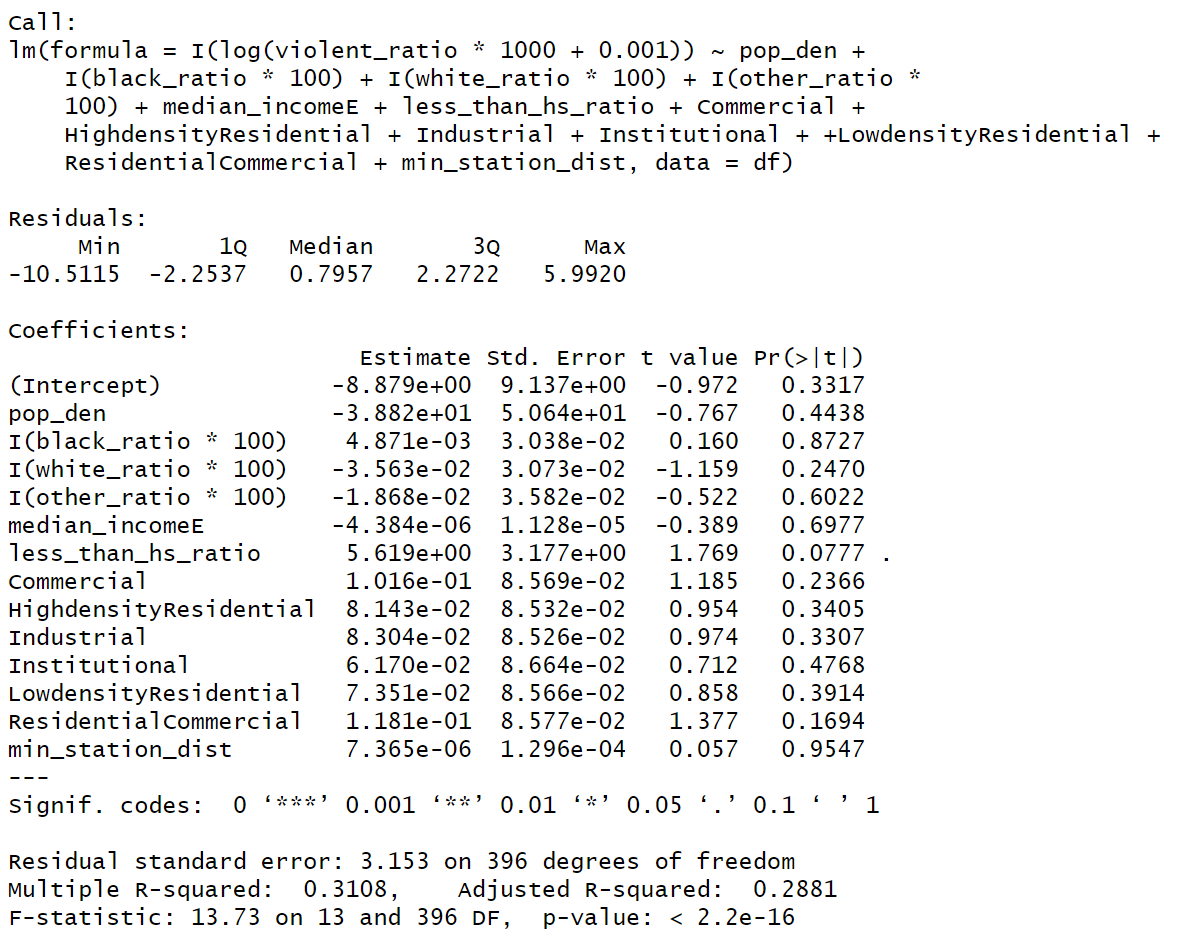 Call:
lm(formula = I(log(violent_ratio * 1000 + 0.001)) ~ pop_den +
    I(black_ratio * 100) + I(white_ratio * 100) + I(other_ratio *
    100) + median_incomeE + less_than_hs_ratio + Commercial +
    HighdensityResidential + Industrial + Institutional + +LowdensityResidential +
    ResidentialCommercial + min_station_dist, data = df)

Residuals:
     Min       1Q   Median       3Q      Max
-10.5115  -2.2537   0.7957   2.2722   5.9920

Coefficients:
                         Estimate Std. Error t value Pr(>|t|)
(Intercept)            -8.879e+00  9.137e+00  -0.972   0.3317
pop_den                -3.882e+01  5.064e+01  -0.767   0.4438
I(black_ratio * 100)    4.871e-03  3.038e-02   0.160   0.8727
I(white_ratio * 100)   -3.563e-02  3.073e-02  -1.159   0.2470
I(other_ratio * 100)   -1.868e-02  3.582e-02  -0.522   0.6022
median_incomeE         -4.384e-06  1.128e-05  -0.389   0.6977
less_than_hs_ratio      5.619e+00  3.177e+00   1.769   0.0777 .
Commercial              1.016e-01  8.569e-02   1.185   0.2366
HighdensityResidential  8.143e-02  8.532e-02   0.954   0.3405
Industrial              8.304e-02  8.526e-02   0.974   0.3307
Institutional           6.170e-02  8.664e-02   0.712   0.4768
LowdensityResidential   7.351e-02  8.566e-02   0.858   0.3914
ResidentialCommercial   1.181e-01  8.577e-02   1.377   0.1694
min_station_dist        7.365e-06  1.296e-04   0.057   0.9547
---
Signif. codes:  0 ‘***’ 0.001 ‘**’ 0.01 ‘*’ 0.05 ‘.’ 0.1 ‘ ’ 1

Residual standard error: 3.153 on 396 degrees of freedom
Multiple R-squared:  0.3108,	Adjusted R-squared:  0.2881
F-statistic: 13.73 on 13 and 396 DF,  p-value: < 2.2e-16